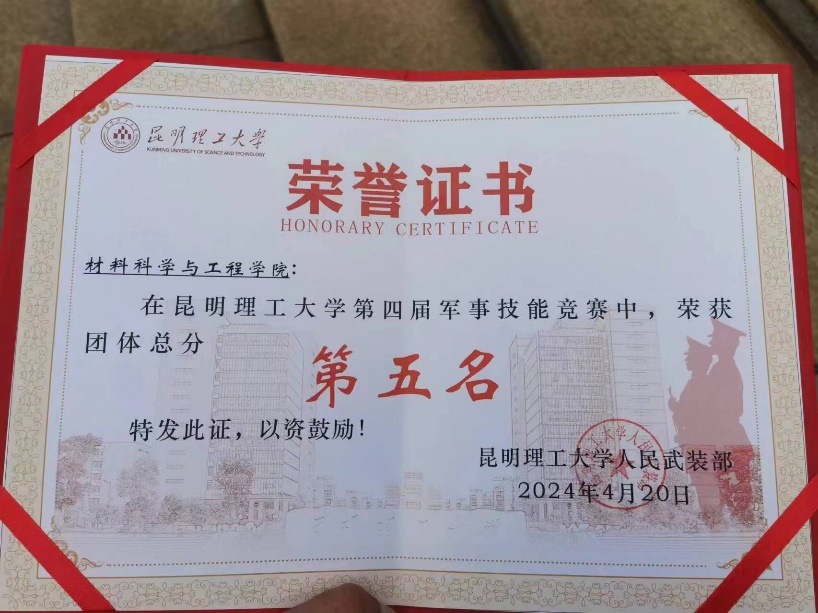 昆明理工大学
KUNMING UNIVERSITY OF SCIENCE AND TECHNOLOGY
荣誉证书
HONORARY CERTIFICATE
材料科学与工程学院：
在昆明理工大学第四届军事技能竞赛中，荣获
团体总分
第五名
特发此证，以资鼓励！
昆明理工大学人民武装部
2024年4月20日